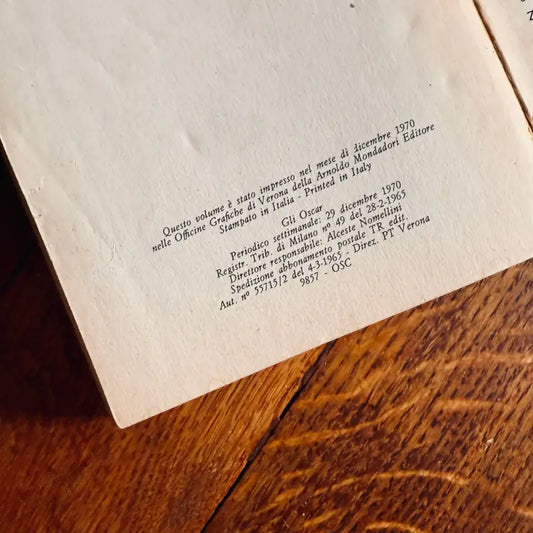 Questo volume è stato impresso nel mese di dicembre 1970
nelle Officine Grafiche di Verona della Arnoldo Mondadori Editore
Stampato in Italia - Printed in Italy
Gli Oscar
Periodico settimanale: 29 dicembre 1970
Registr. Trib. di Milano nº 49 del 28-2-1965
Direttore responsabile: Alceste Nomellini
Spedizione abbonamento postale TR edit.
Aut. nº 55715/2 del 4-3-1965 - Direz. PT Verona
9857 - OSC